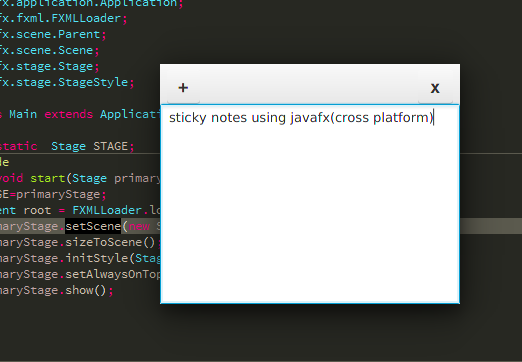 fx.application.Application;
fx.fxml.FXMLLoader;
fx.scene.Parent;
fx.scene.Scene;
fx.stage.Stage;
fx.stage.StageStyle;
s Main extends Applicati
static Stage STAGE;
de
void start(Stage primary
GE=primaryStage;
ent root = FXMLLoader.lo
maryStage.setScene(new S
maryStage.sizeToScene();
maryStage.initStyle(Stag
maryStage.setAlwaysOnTop
maryStage.show();
+ x
sticky notes using javafx(cross platform)